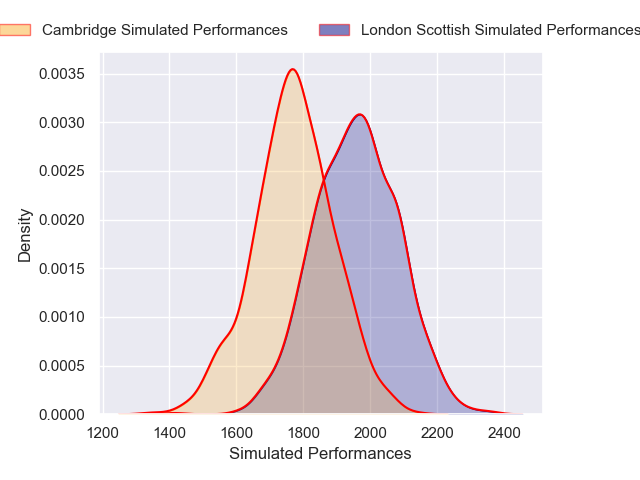 Cambridge Simulated Performances
London Scottish Simulated Performances
0.0035
0.0030
0.0025
0.0020
0.0015
0.0010
0.0005
0.0000
Density
1200 1400 1600 1800 2000 2200 2400
Simulated Performances